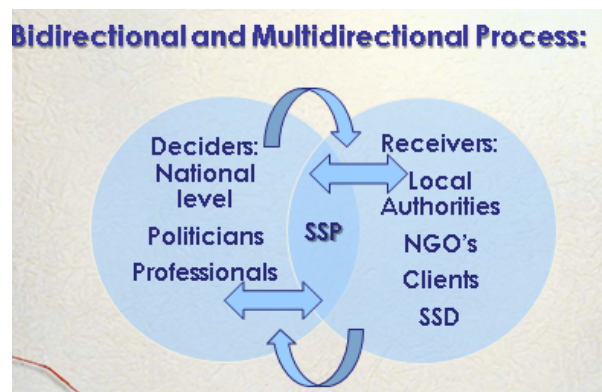 Bidirectional and Multidirectional Process:
Deciders:
National
level
Politicians
Professionals
SSP
Receivers:
Local
Authorities
NGO's
Clients
SSD